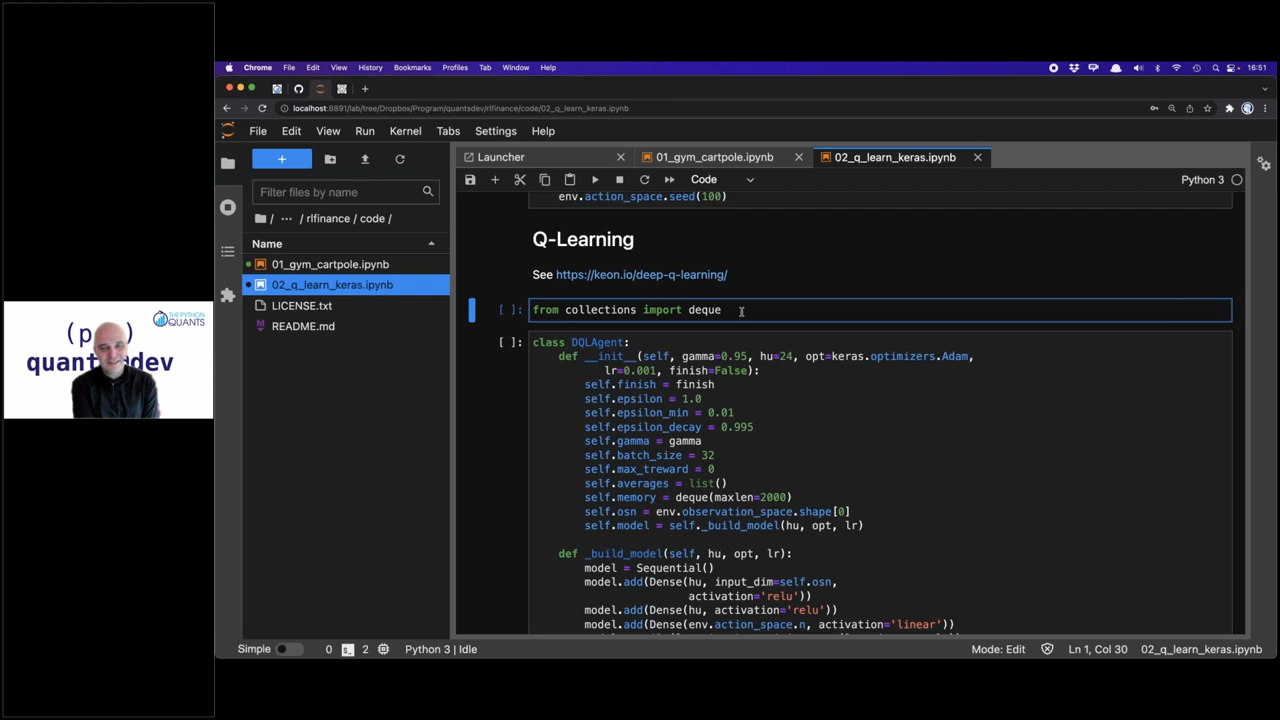 Chrome File Edit View History Bookmarks Profiles Tab Window Help 16:51
localhost:8891/lab/tree/Dropbox/Program/quantsdev/rlfinance/code/02_q_learn_keras.ipynb
File Edit View Run Kernel Tabs Settings Help
+
Filter files by name
/ ··· / rlfinance / code /
Name
01_gym_cartpole.ipynb
02_q_learn_keras.ipynb
LICENSE.txt
README.md
Launcher
01_gym_cartpole.ipynb
02_q_learn_keras.ipynb
Code
Python 3
env.action_space.seed(100)
Q-Learning
See https://keon.io/deep-q-learning/
[ ]: from collections import deque
[ ]: class DQLAgent:
def __init__(self, gamma=0.95, hu=24, opt=keras.optimizers.Adam,
lr=0.001, finish=False):
self.finish = finish
self.epsilon = 1.0
self.epsilon_min = 0.01
self.epsilon_decay = 0.995
self.gamma = gamma
self.batch_size = 32
self.max_treward = 0
self.averages = list()
self.memory = deque(maxlen=2000)
self.osn = env.observation_space.shape[0]
self.model = self._build_model(hu, opt, lr)
def _build_model(self, hu, opt, lr):
model = Sequential()
model.add(Dense(hu, input_dim=self.osn,
activation='relu'))
model.add(Dense(hu, activation='relu'))
model.add(Dense(env.action_space.n, activation='linear'))
Simple 0 2 Python 3 | Idle
Mode: Edit Ln 1, Col 30 02_q_learn_keras.ipynb
THE PYTHON
QUANTS